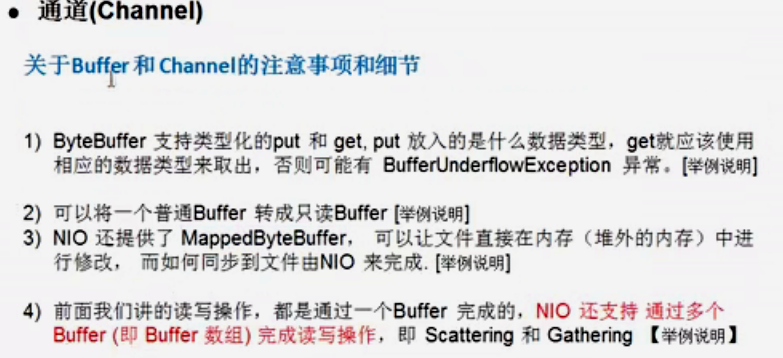 • 通道(Channel)
关于Buffer 和 Channel的注意事项和细节
1) ByteBuffer 支持类型化的put 和 get, put 放入的是什么数据类型，get就应该使用
相应的数据类型来取出，否则可能有 BufferUnderflowException 异常。[举例说明]
2) 可以将一个普通Buffer 转成只读Buffer [举例说明]
3) NIO 还提供了 MappedByteBuffer， 可以让文件直接在内存（堆外的内存）中进
行修改， 而如何同步到文件由NIO 来完成. [举例说明]
4) 前面我们讲的读写操作，都是通过一个Buffer 完成的，NIO 还支持 通过多个
Buffer (即 Buffer 数组) 完成读写操作，即 Scattering 和 Gathering 【举例说明】